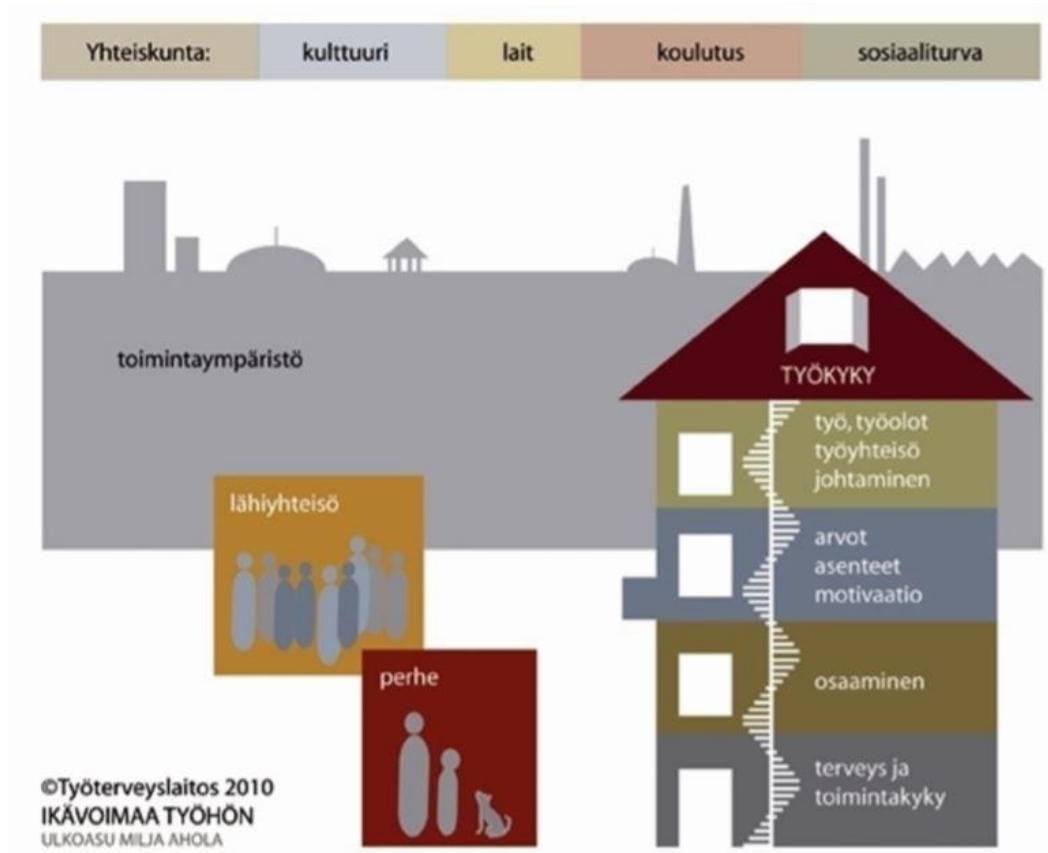 Yhteiskunta: kulttuuri lait koulutus sosiaaliturva
toimintaympäristö
TYÖKYKY
työ, työolot
työyhteisö
johtaminen
lähiyhteisö
arvot
asenteet
motivaatio
perhe
osaaminen
terveys ja
toimintakyky
©Työterveyslaitos 2010
IKÄVOIMAA TYÖHÖN
ULKOASU MILJA AHOLA